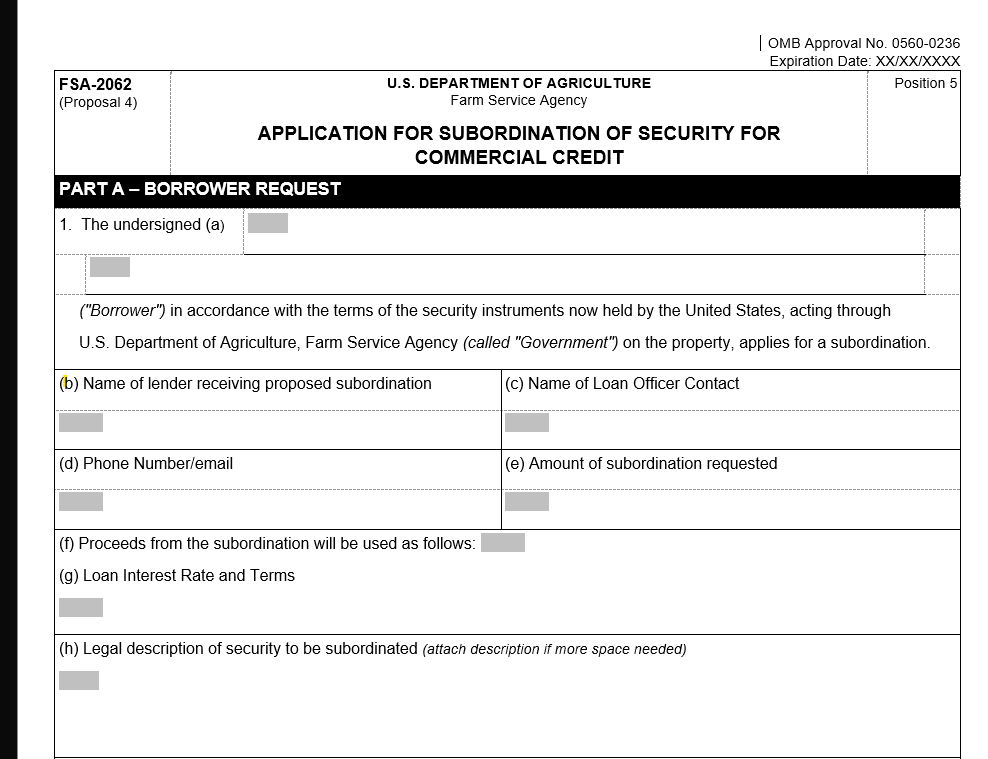 OMB Approval No. 0560-0236
Expiration Date: XX/XX/XXXX
FSA-2062
(Proposal 4)
U.S. DEPARTMENT OF AGRICULTURE
Farm Service Agency
Position 5
APPLICATION FOR SUBORDINATION OF SECURITY FOR
COMMERCIAL CREDIT
PART A – BORROWER REQUEST
1. The undersigned (a)
("Borrower") in accordance with the terms of the security instruments now held by the United States, acting through
U.S. Department of Agriculture, Farm Service Agency (called "Government") on the property, applies for a subordination.
(b) Name of lender receiving proposed subordination
(c) Name of Loan Officer Contact
(d) Phone Number/email
(e) Amount of subordination requested
(f) Proceeds from the subordination will be used as follows:
(g) Loan Interest Rate and Terms
(h) Legal description of security to be subordinated (attach description if more space needed)